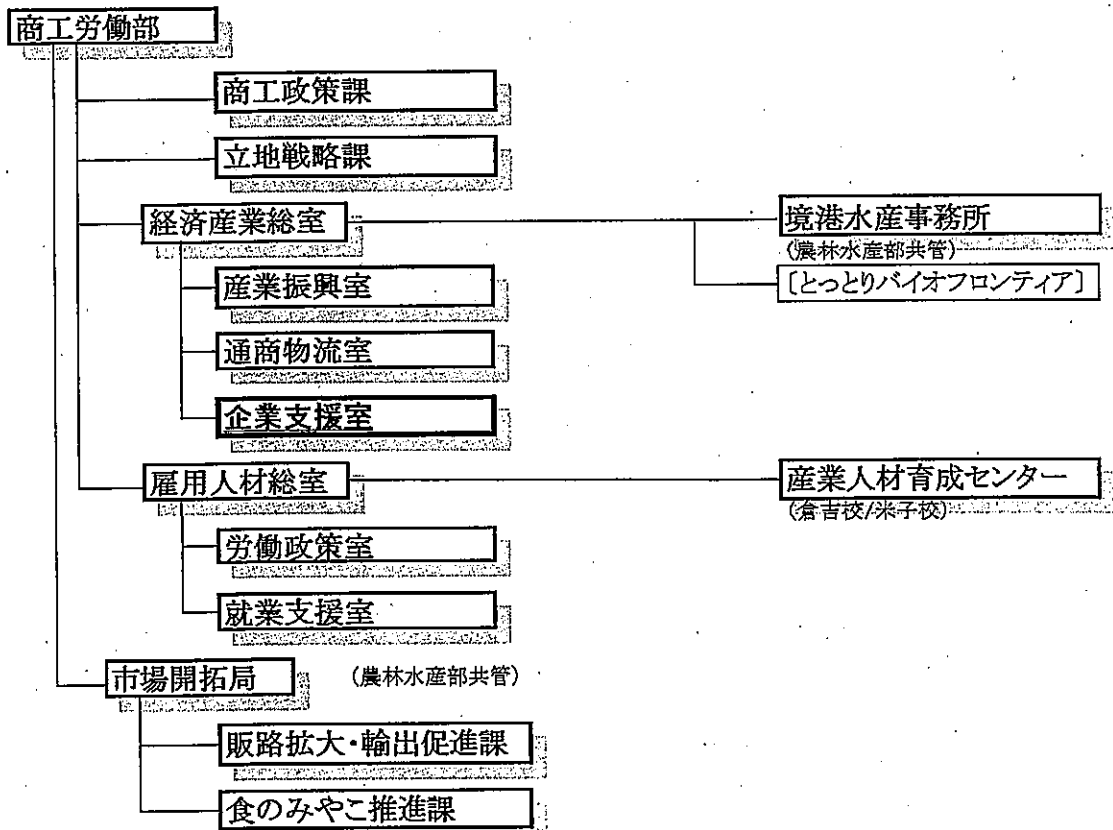 商工労働部
商工政策課
立地戦略課
経済産業総室
境港水産事務所
(農林水産部共管)
〔とっとりバイオフロンティア〕
産業振興室
通商物流室
企業支援室
雇用人材総室
産業人材育成センター
(倉吉校/米子校)
労働政策室
就業支援室
市場開拓局
(農林水産部共管)
販路拡大・輸出促進課
食のみやこ推進課